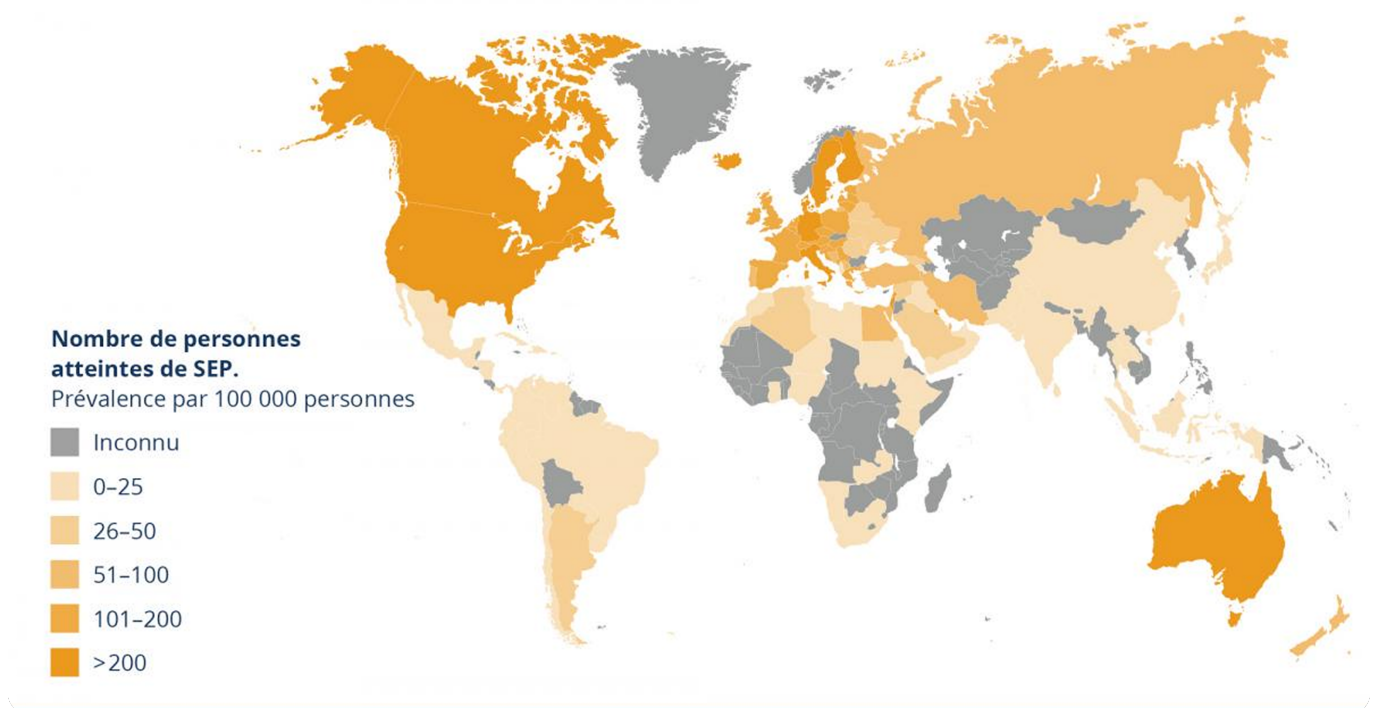 Nombre de personnes
atteintes de SEP.
Prévalence par 100 000 personnes
Inconnu
0–25
26–50
51–100
101–200
>200